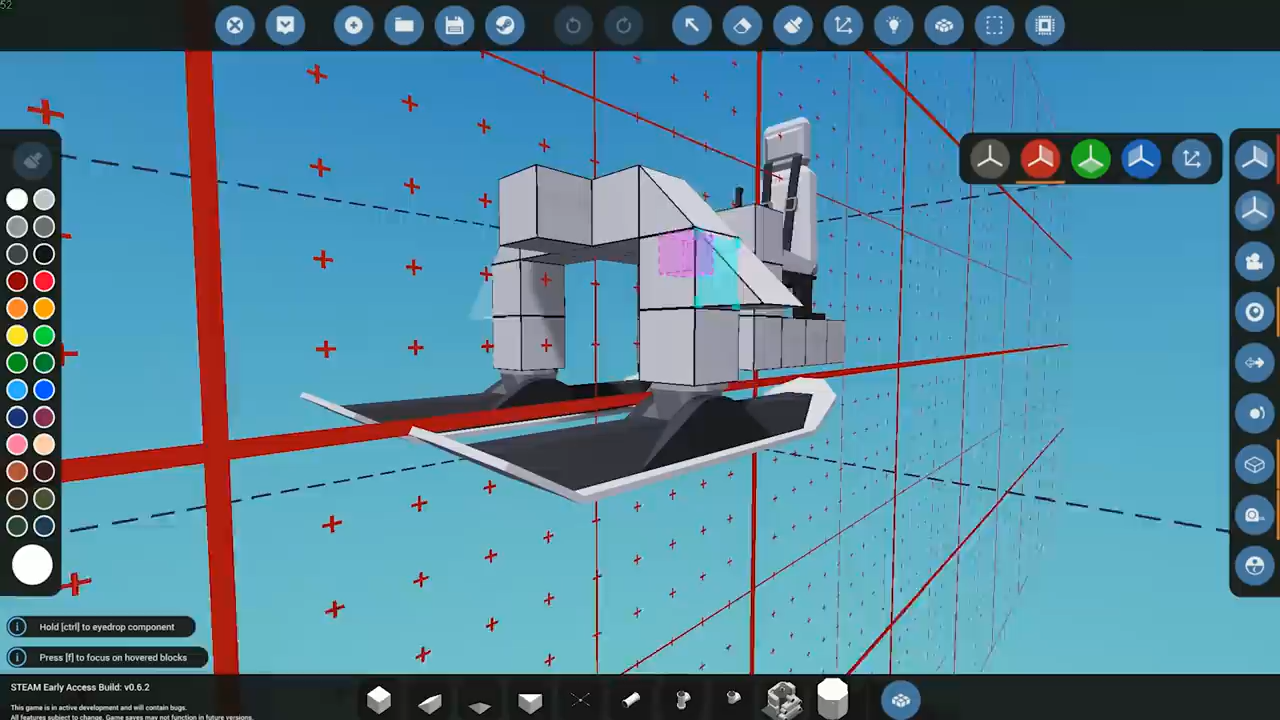 52
Hold [ctrl] to eyedrop component
Press [f] to focus on hovered blocks
STEAM Early Access Build: v0.6.2
This game is in active development and will contain bugs.
All features subject to change. Game saves may not function in future versions.